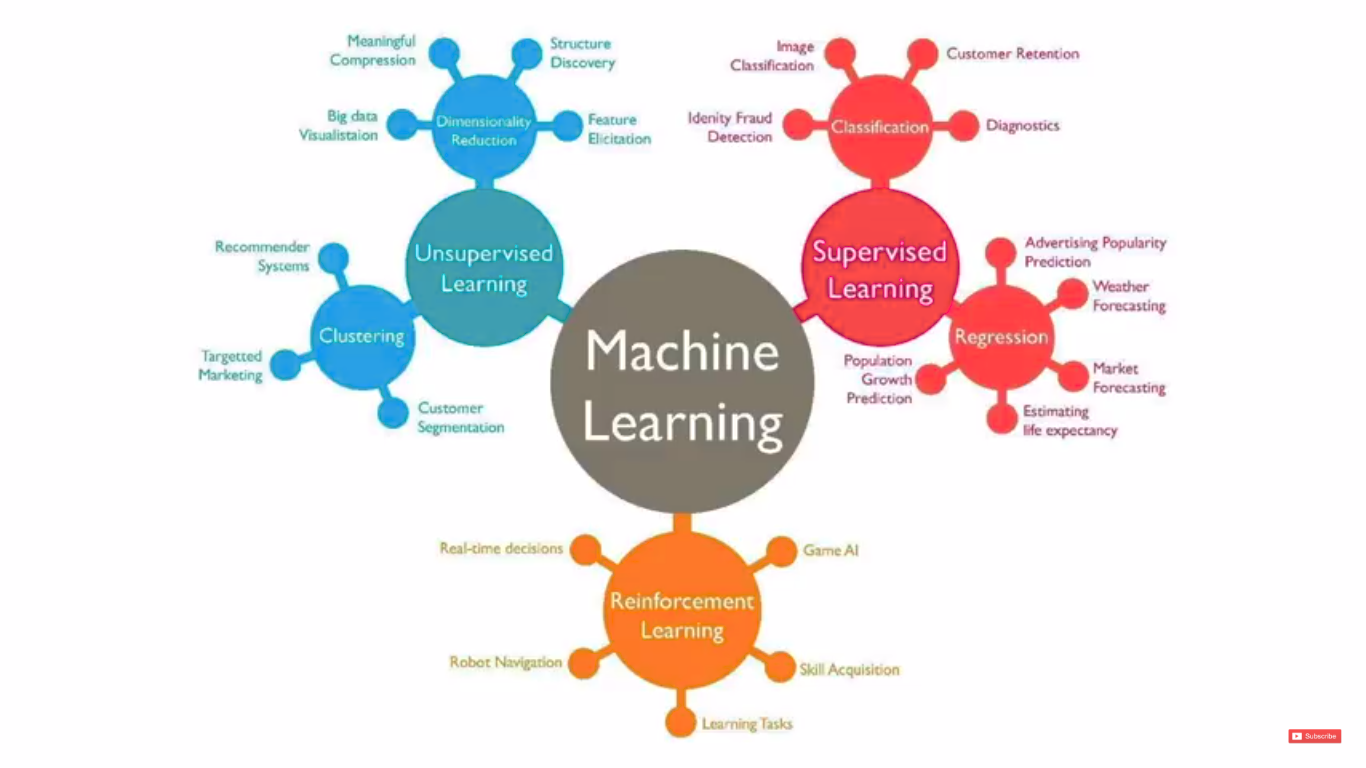 Meaningful
Compression
Structure
Discovery
Big data
Visualistaion
Dimensionality
Reduction
Feature
Elicitation
Image
Classification
Customer Retention
Idenity Fraud
Detection
Classification
Diagnostics
Unsupervised
Learning
Recommender
Systems
Clustering
Targetted
Marketing
Customer
Segmentation
Supervised
Learning
Advertising Popularity
Prediction
Weather
Forecasting
Regression
Population
Growth
Prediction
Market
Forecasting
Estimating
life expectancy
Machine
Learning
Real-time decisions
Game AI
Reinforcement
Learning
Robot Navigation
Skill Acquisition
Learning Tasks
Subscribe